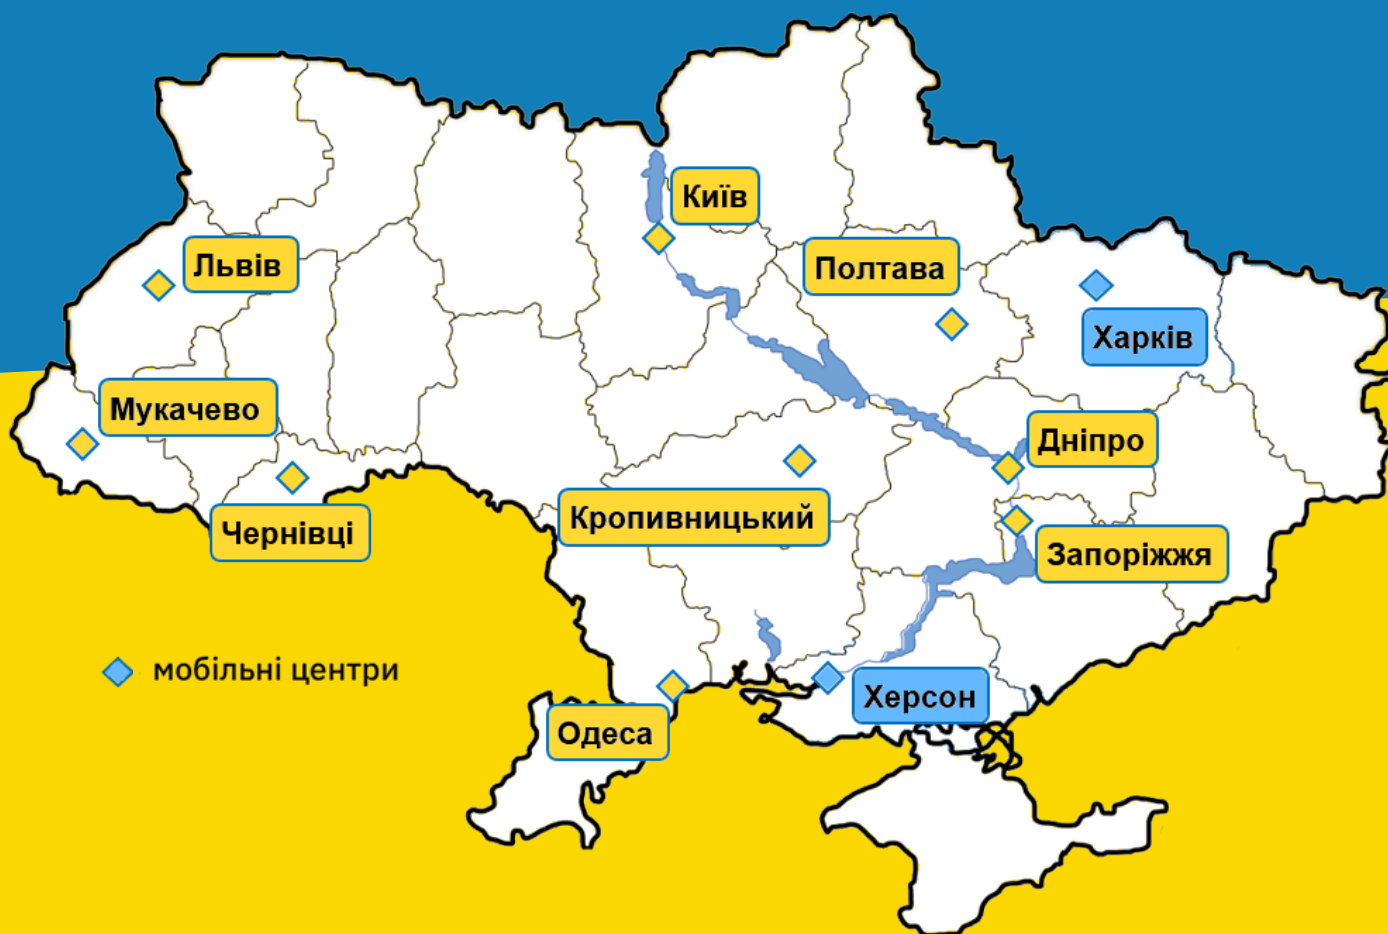 Київ
Львів
Полтава
Харків
Мукачево
Дніпро
Кропивницький
Чернівці
Запоріжжя
мобільні центри
Херсон
Одеса